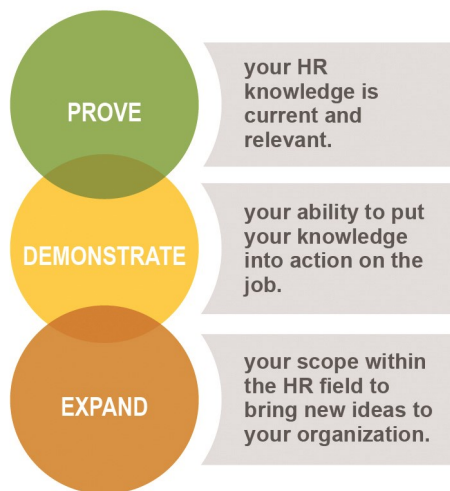 PROVE
your HR
knowledge is
current and
relevant.
DEMONSTRATE
your ability to put
your knowledge
into action on the
job.
EXPAND
your scope within
the HR field to
bring new ideas to
your organization.